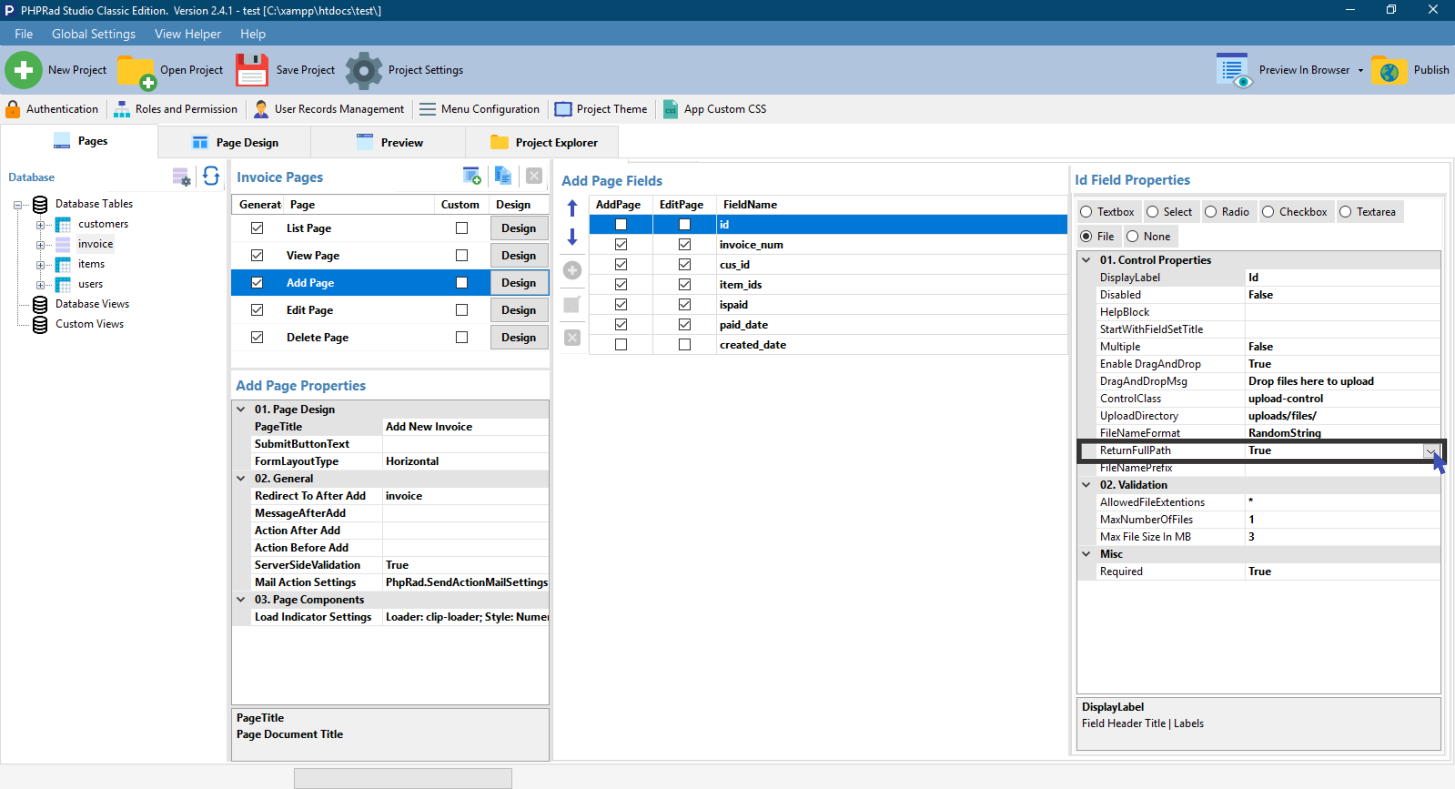 PHPRad Studio Classic Edition. Version 2.4.1 - test [C:\xampp\htdocs\test\]
File Global Settings View Helper Help
New Project Open Project Save Project Project Settings Preview In Browser Publish
Authentication Roles and Permission User Records Management Menu Configuration Project Theme App Custom CSS
Pages Page Design Preview Project Explorer
Database
Database Tables
customers
invoice
items
users
Database Views
Custom Views
Invoice Pages
Generat Page Custom Design
List Page Design
View Page Design
Add Page Design
Edit Page Design
Delete Page Design
Add Page Properties
01. Page Design
PageTitle Add New Invoice
SubmitButtonText
FormLayoutType Horizontal
02. General
Redirect To After Add invoice
MessageAfterAdd
Action After Add
Action Before Add
ServerSideValidation True
Mail Action Settings PhpRad.SendActionMailSettings
03. Page Components
Load Indicator Settings Loader: clip-loader; Style: Numer
PageTitle
Page Document Title
Add Page Fields
AddPage EditPage FieldName
id
invoice_num
cus_id
item_ids
ispaid
paid_date
created_date
Id Field Properties
Textbox Select Radio Checkbox Textarea
File None
01. Control Properties
DisplayLabel Id
Disabled False
HelpBlock
StartWithFieldSetTitle
Multiple False
Enable DragAndDrop True
DragAndDropMsg Drop files here to upload
ControlClass upload-control
UploadDirectory uploads/files/
FileNameFormat RandomString
ReturnFullPath True
FileNamePrefix
02. Validation
AllowedFileExtentions *
MaxNumberOfFiles 1
Max File Size In MB 3
Misc
Required True
DisplayLabel
Field Header Title | Labels